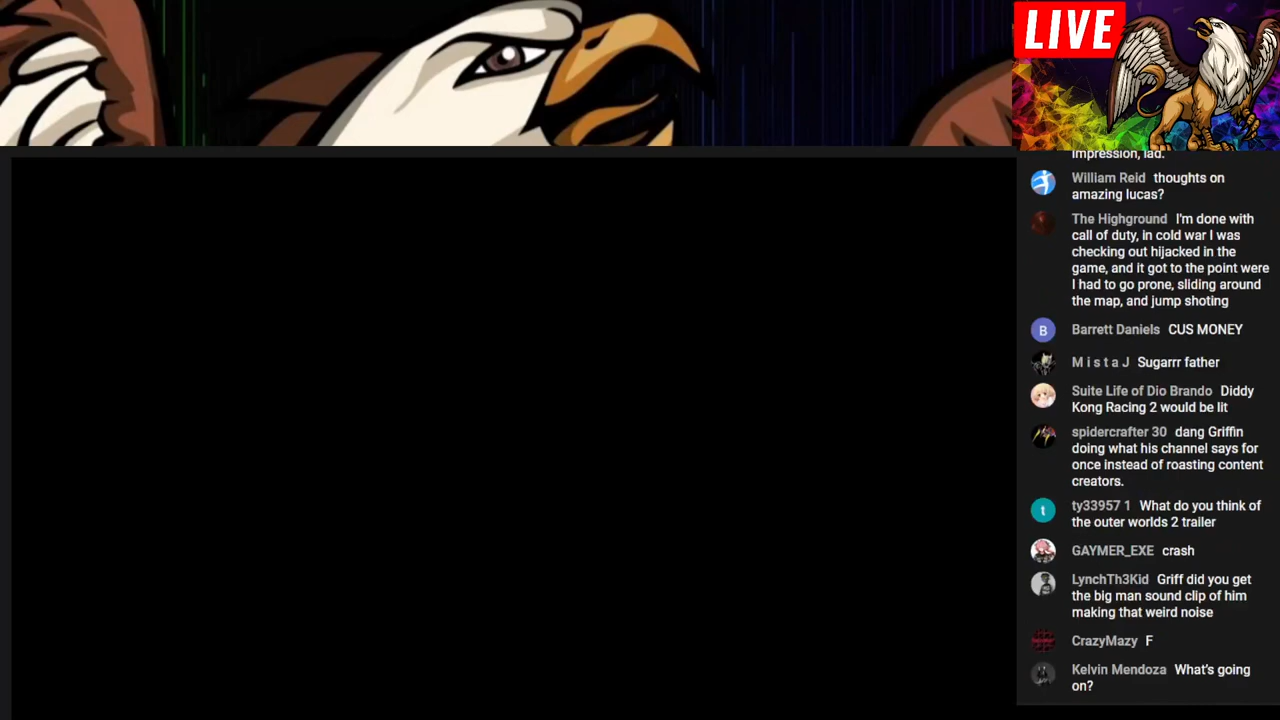 LIVE
impression, lad.
William Reid thoughts on
amazing lucas?
The Highground I'm done with
call of duty, in cold war I was
checking out hijacked in the
game, and it got to the point were
I had to go prone, sliding around
the map, and jump shoting
B Barrett Daniels CUS MONEY
M i s t a J Sugarrr father
Suite Life of Dio Brando Diddy
Kong Racing 2 would be lit
spidercrafter 30 dang Griffin
doing what his channel says for
once instead of roasting content
creators.
t ty33957 1 What do you think of
the outer worlds 2 trailer
GAYMER_EXE crash
LynchTh3Kid Griff did you get
the big man sound clip of him
making that weird noise
CrazyMazy F
Kelvin Mendoza What's going
on?